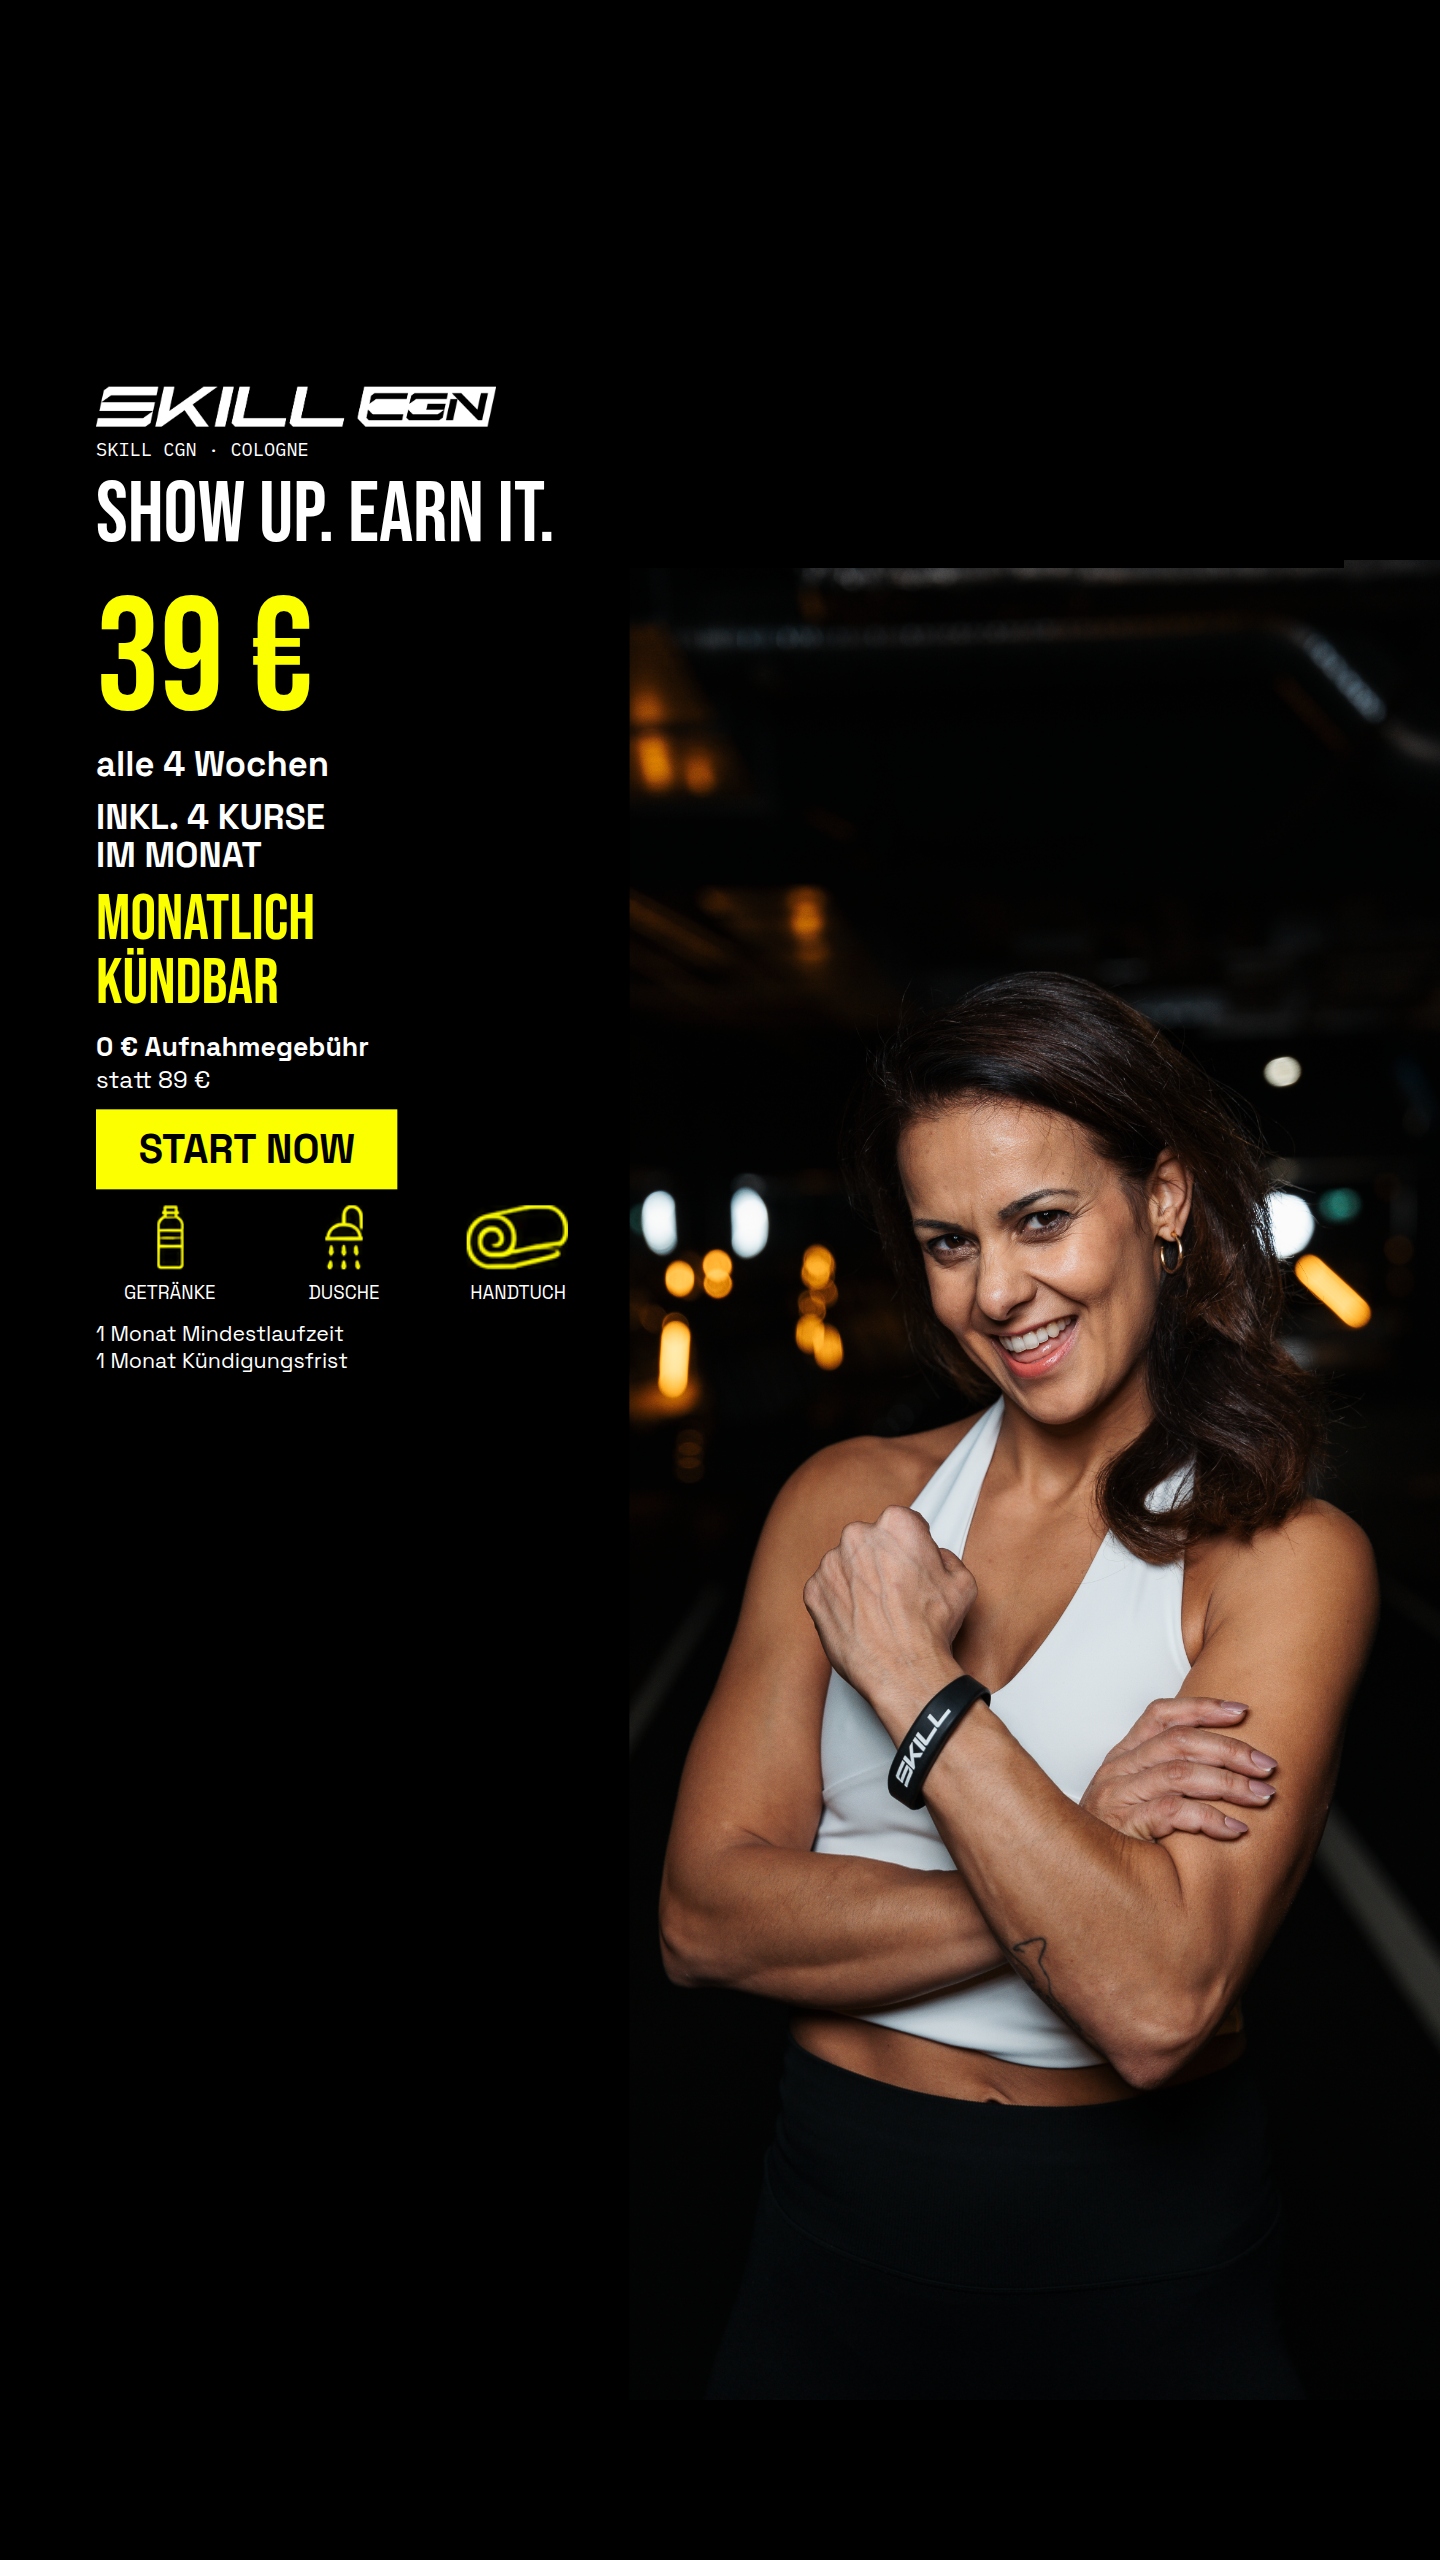 SKILL CGN
SKILL CGN · COLOGNE
SHOW UP. EARN IT.
39 €
alle 4 Wochen
INKL. 4 KURSE
IM MONAT
MONATLICH
KÜNDBAR
0 € Aufnahmegebühr
statt 89 €
START NOW
GETRÄNKE DUSCHE HANDTUCH
1 Monat Mindestlaufzeit
1 Monat Kündigungsfrist
SKILL